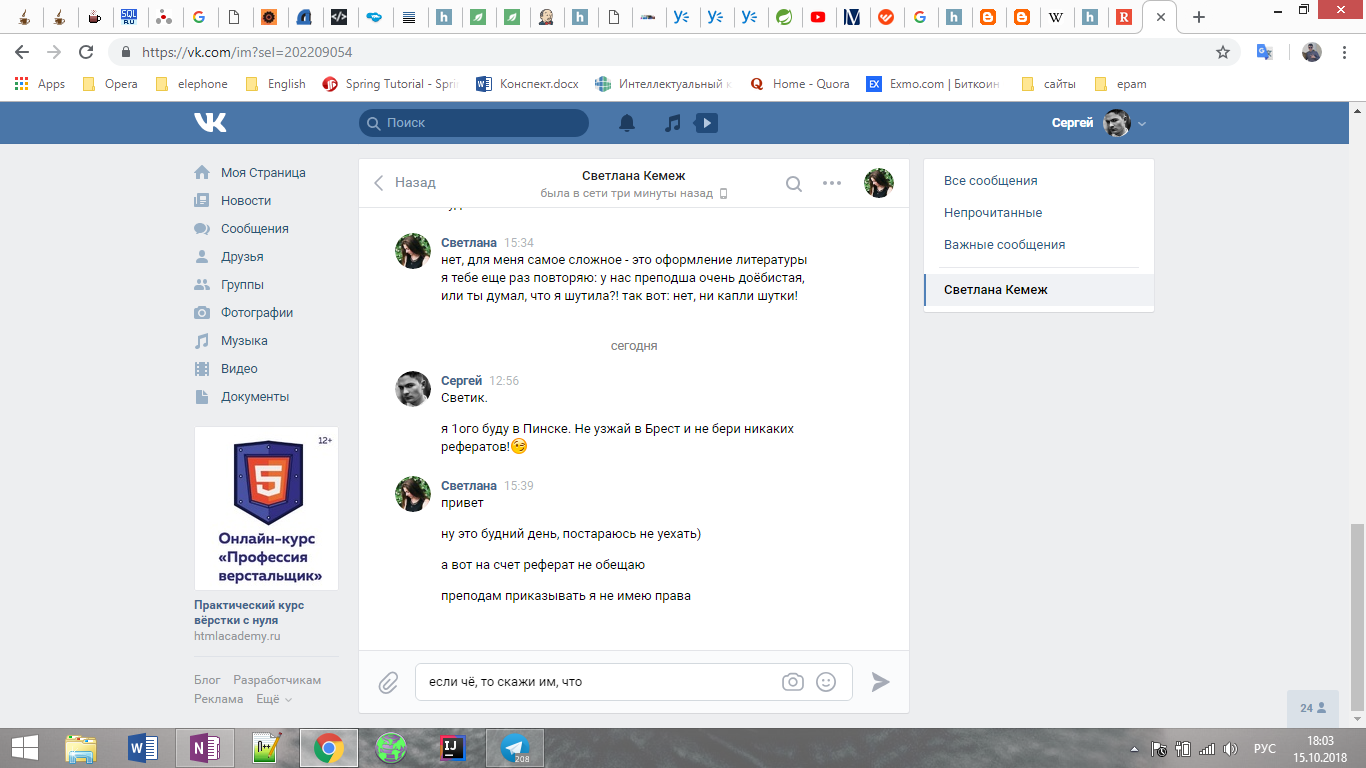 https://vk.com/im?sel=202209054
Apps Opera elephone English Spring Tutorial - Spri Конспект.docx Интеллектуальный к Home - Quora EX Exmo.com | Биткоин сайты epam
Поиск
Сергей
Моя Страница
Новости
Сообщения
Друзья
Группы
Фотографии
Музыка
Видео
Документы
12+
Онлайн-курс
«Профессия
верстальщик»
Практический курс
вёрстки с нуля
htmlacademy.ru
Блог Разработчикам
Реклама Ещё
Назад
Светлана Кемеж
была в сети три минуты назад
Светлана 15:34
нет, для меня самое сложное - это оформление литературы
я тебе еще раз повторяю: у нас преподша очень доёбистая,
или ты думал, что я шутила?! так вот: нет, ни капли шутки!
сегодня
Сергей 12:56
Светик.
я 1ого буду в Пинске. Не узжай в Брест и не бери никаких
рефератов!
Светлана 15:39
привет
ну это будний день, постараюсь не уехать)
а вот на счет реферат не обещаю
преподам приказывать я не имею права
если чё, то скажи им, что
Все сообщения
Непрочитанные
Важные сообщения
Светлана Кемеж
24
208
РУС
18:03
15.10.2018